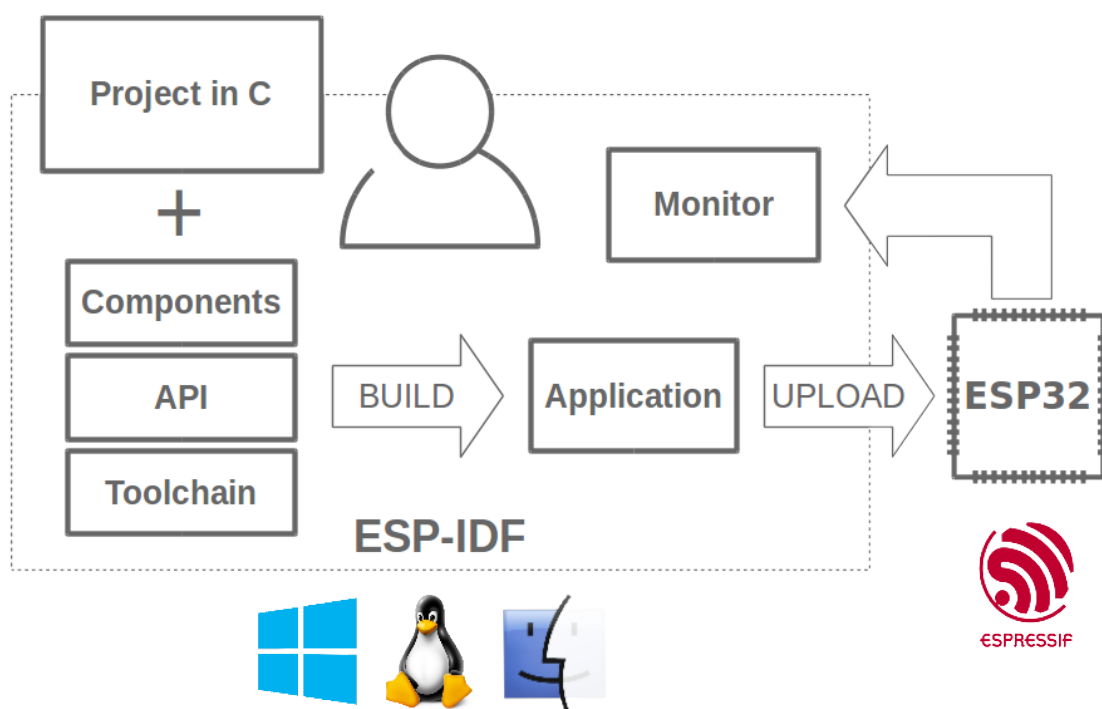 Project in C
+
Components
API
Toolchain
BUILD
Application
UPLOAD
Monitor
ESP32
ESP-IDF
ESPRESSIF